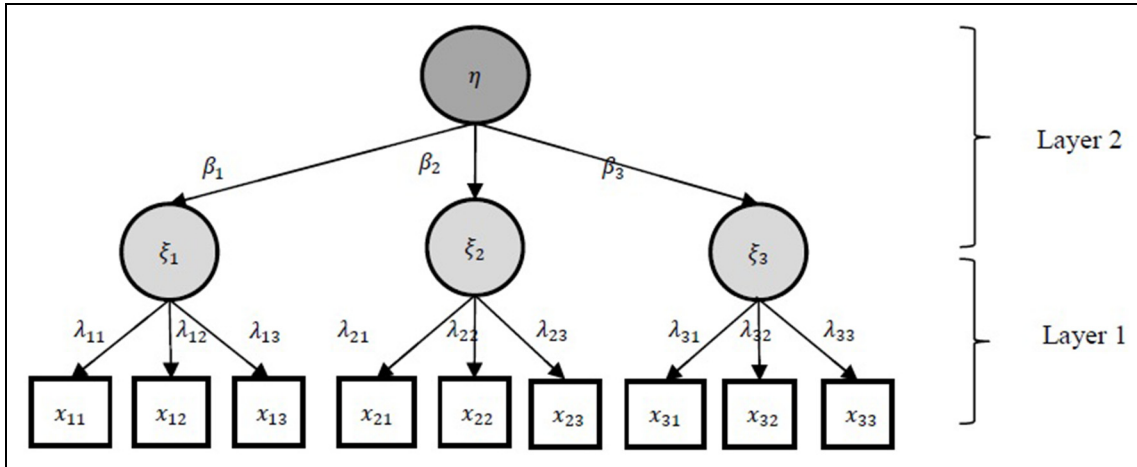 η
Layer 2
β₁ β₂ β₃
ξ₁ ξ₂ ξ₃
λ₁₁ λ₁₂ λ₁₃ λ₂₁ λ₂₂ λ₂₃ λ₃₁ λ₃₂ λ₃₃
Layer 1
x₁₁ x₁₂ x₁₃ x₂₁ x₂₂ x₂₃ x₃₁ x₃₂ x₃₃